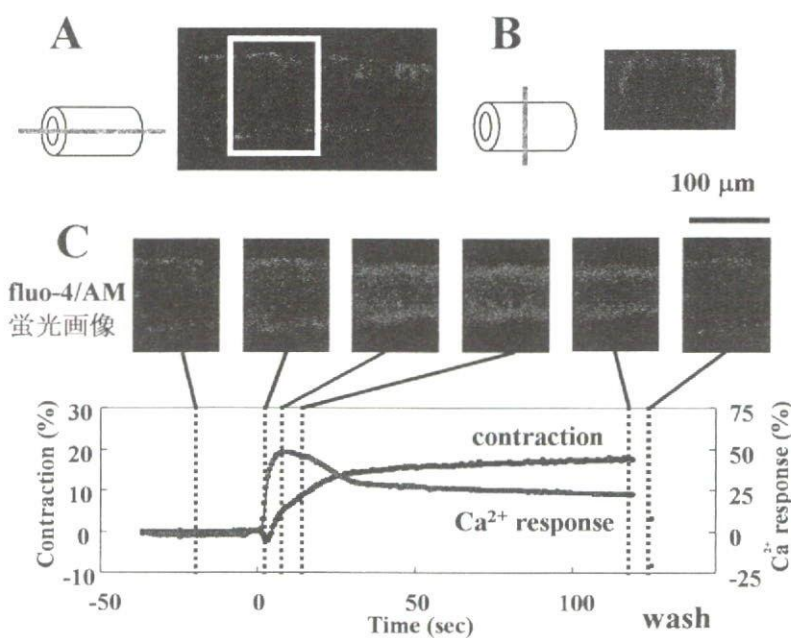 A
B
100 μm
C
fluo-4/AM
蛍光画像
Contraction (%)
30
20
10
0
-10
contraction
Ca²⁺ response
75
50
25
0
-25
Ca²⁺ response (%)
-50
0
50
100
wash
Time (sec)